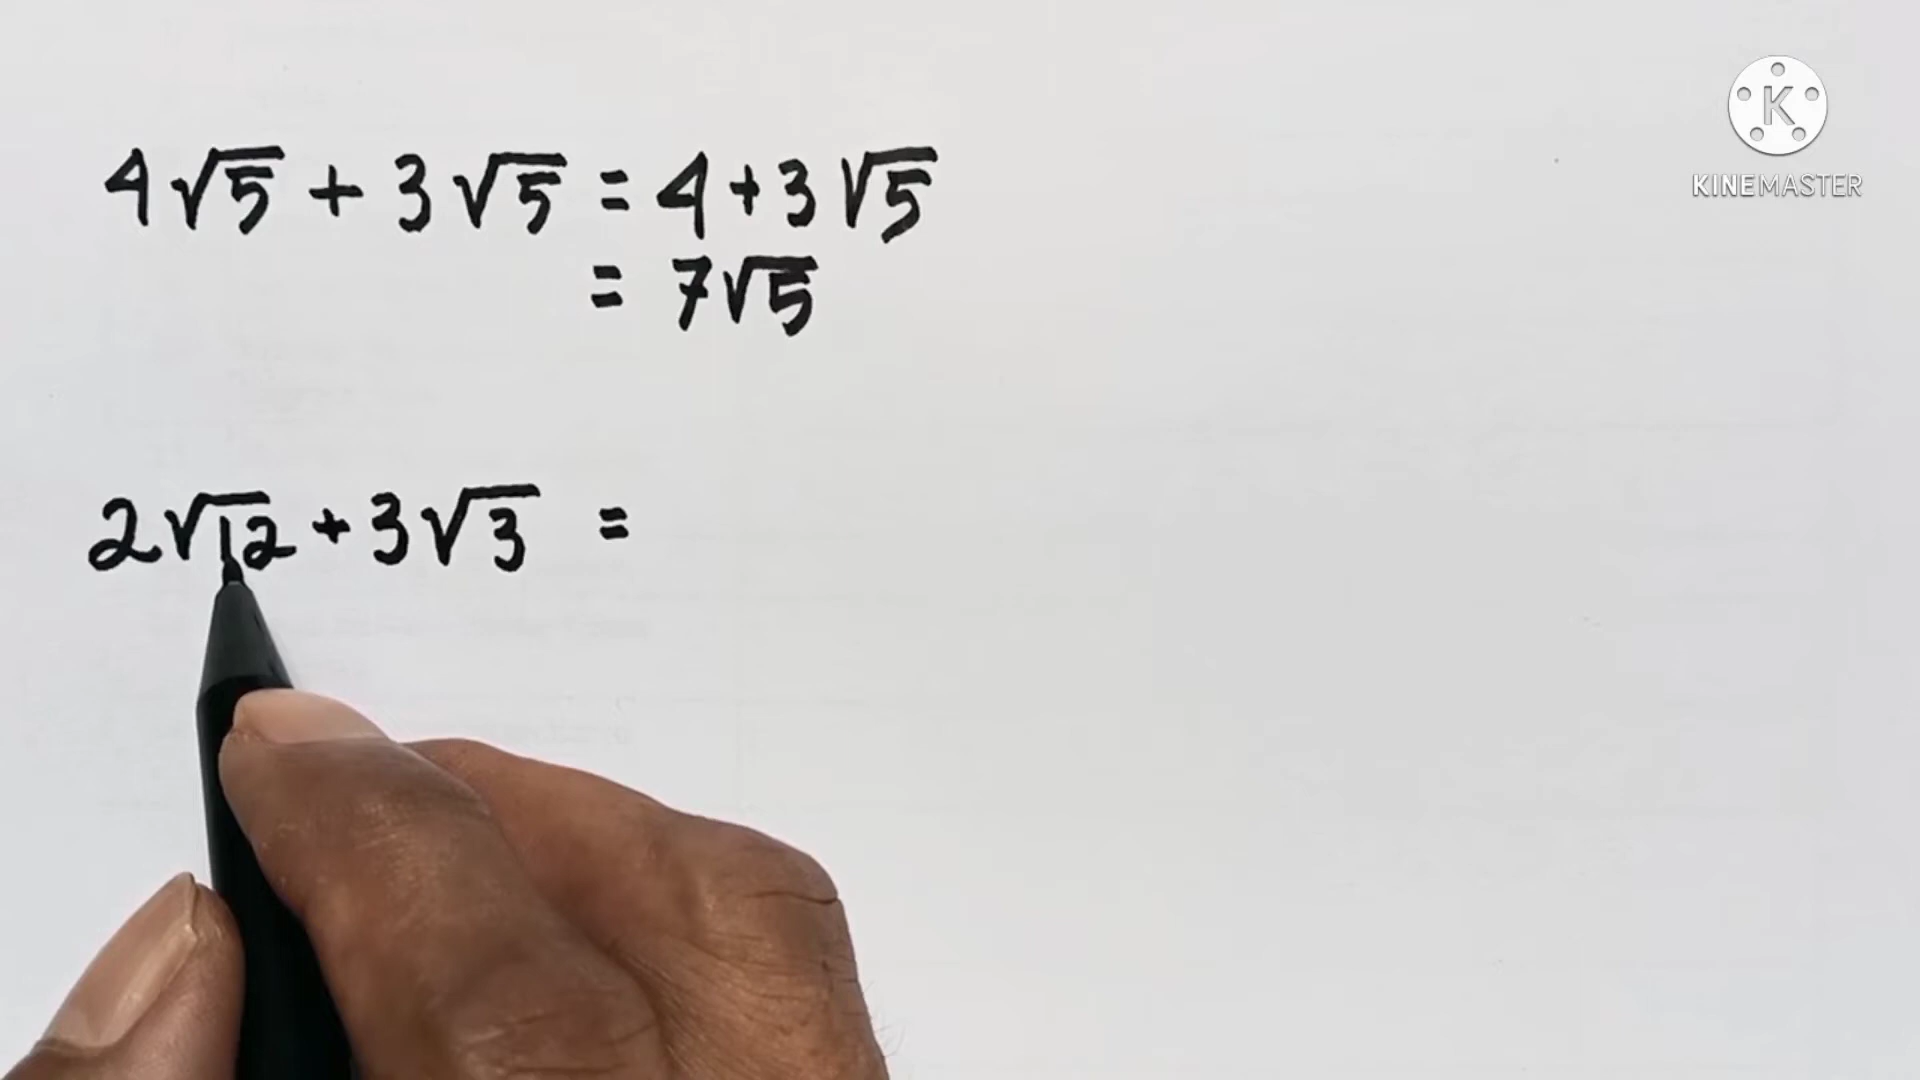 4√5 + 3√5 = 4+3√5
= 7√5
2√12 + 3√3 =
K
KINEMASTER